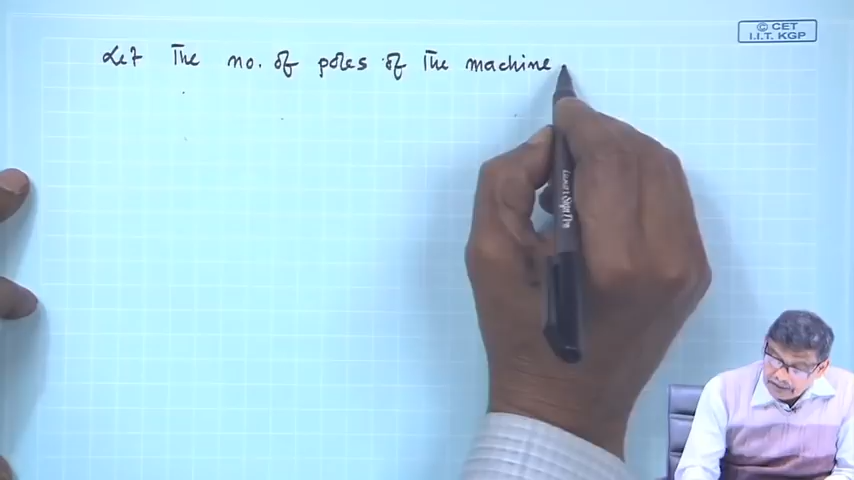 © CET
I.I.T. KGP
Let The no. of poles of The machine